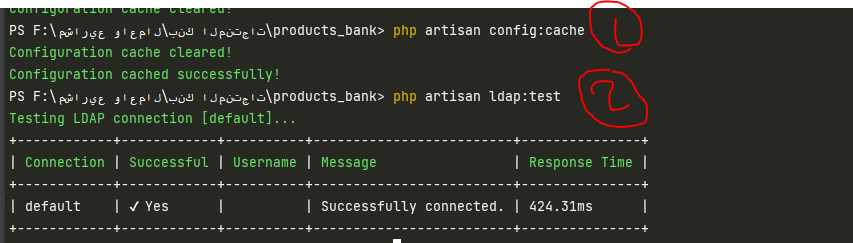 Configuration cache cleared!
PS F:\مشاريع واعمال\بنك المنتجات\products_bank> php artisan config:cache 1
Configuration cache cleared!
Configuration cached successfully!
PS F:\مشاريع واعمال\بنك المنتجات\products_bank> php artisan ldap:test 2
Testing LDAP connection [default]...
+------------+------------+----------+-------------------------+---------------+
| Connection | Successful | Username | Message | Response Time |
+------------+------------+----------+-------------------------+---------------+
| default | ✓ Yes | | Successfully connected. | 424.31ms |
+------------+------------+----------+-------------------------+---------------+